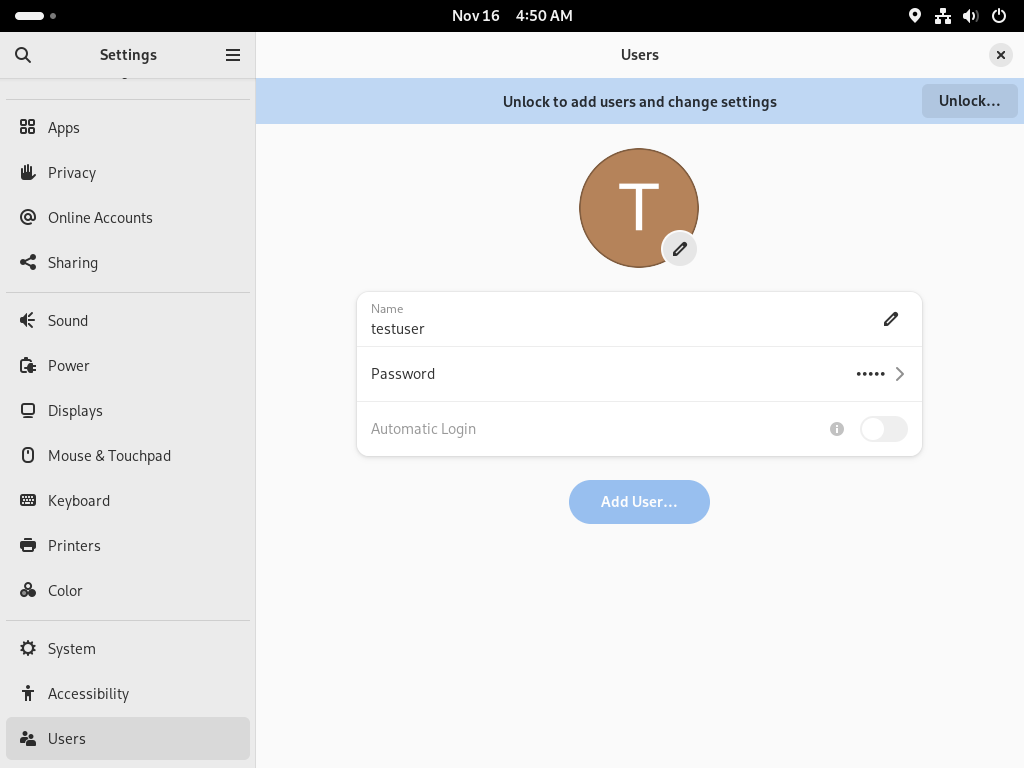 Nov 16 4:50 AM
Settings
Apps
Privacy
Online Accounts
Sharing
Sound
Power
Displays
Mouse & Touchpad
Keyboard
Printers
Color
System
Accessibility
Users
Users
Unlock to add users and change settings
Unlock…
T
Name
testuser
Password
•••••
Automatic Login
Add User…